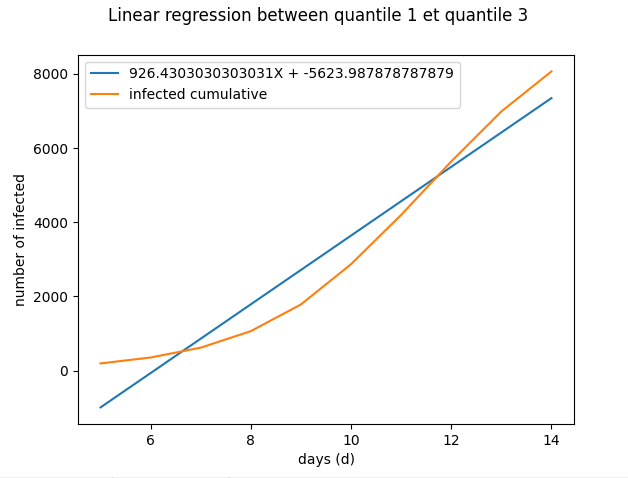 Linear regression between quantile 1 et quantile 3
926.4303030303031X + -5623.987878787879
infected cumulative
8000
6000
4000
2000
0
number of infected
6 8 10 12 14
days (d)